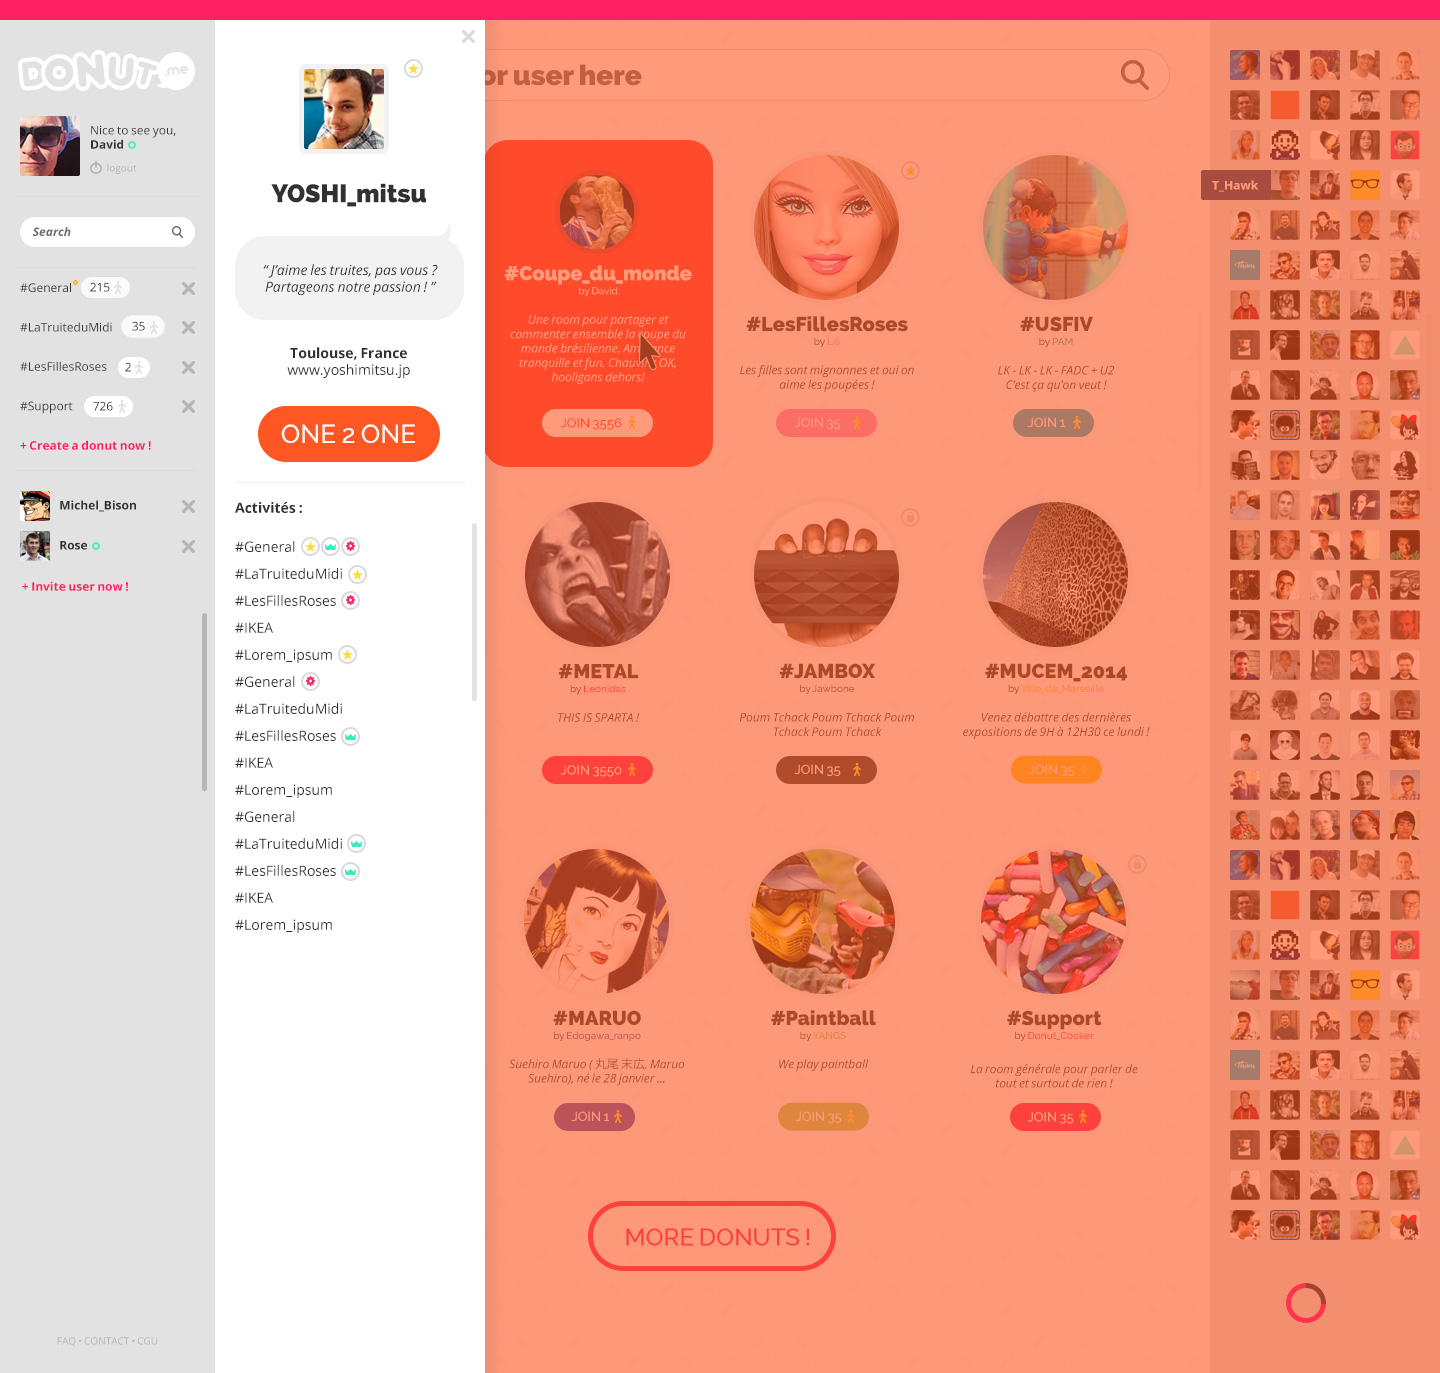 DONUT.me
Nice to see you,
David
logout
Search
#General 215
#LaTruiteduMidi 35
#LesFillesRoses 2
#Support 726
+ Create a donut now !
Michel_Bison
Rose
+ Invite user now !
FAQ • CONTACT • CGU
YOSHI_mitsu
“ J'aime les truites, pas vous ?
Partageons notre passion ! ”
Toulouse, France
www.yoshimitsu.jp
ONE 2 ONE
Activités :
#General
#LaTruiteduMidi
#LesFillesRoses
#IKEA
#Lorem_ipsum
#General
#LaTruiteduMidi
#LesFillesRoses
#IKEA
#Lorem_ipsum
#General
#LaTruiteduMidi
#LesFillesRoses
#IKEA
#Lorem_ipsum
or user here
#Coupe_du_monde
by David
Une room pour partager et
commenter ensemble la coupe du
monde brésilienne,
tranquille et fun. OK,
hooligans dehors!
JOIN 3556
#LesFillesRoses
by Lili
Les filles sont mignonnes et oui on
aime les poupées !
JOIN 35
#USFIV
by PAM
LK - LK - LK - FADC + U2
C'est ça qu'on veut !
JOIN 1
#METAL
by Leonidas
THIS IS SPARTA !
JOIN 3550
#JAMBOX
by Jawbone
Poum Tchack Poum Tchack Poum
Tchack Poum Tchack
JOIN 35
#MUCEM_2014
by Ville_de_Marseille
Venez débattre des dernières
expositions de 9H à 12H30 ce lundi !
JOIN 35
#MARUO
by Edogawa_ranpo
Suehiro Maruo ( 丸尾 末広, Maruo
Suehiro), né le 28 janvier ...
JOIN 1
#Paintball
by YANGS
We play paintball
JOIN 35
#Support
by Donut_Cooker
La room générale pour parler de
tout et surtout de rien !
JOIN 35
MORE DONUTS !
T_Hawk